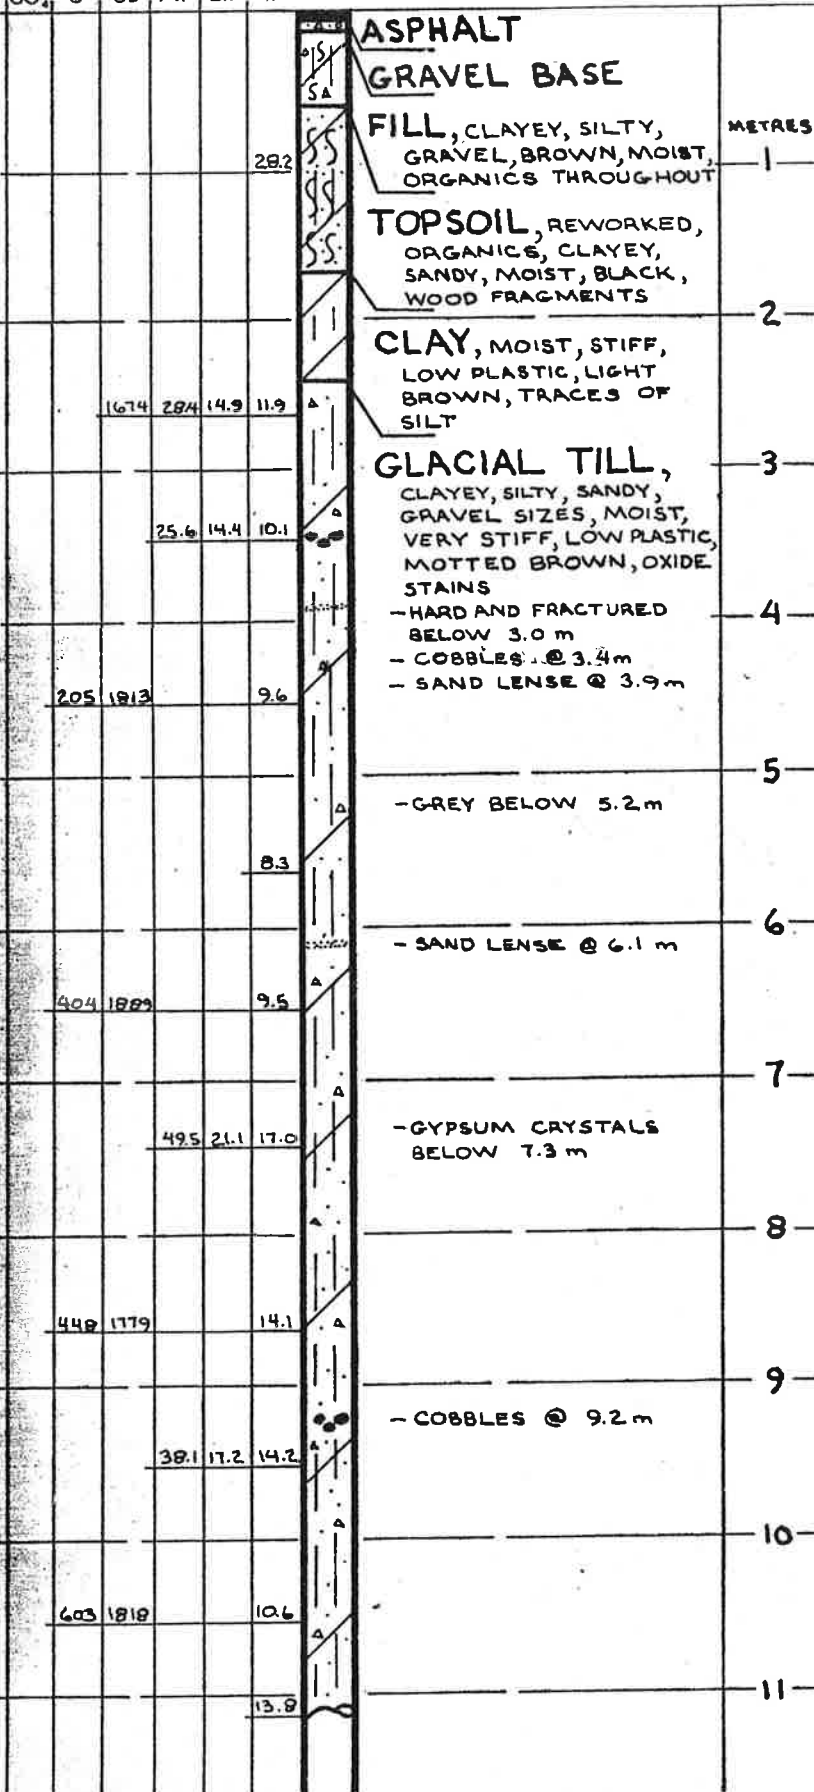 ASPHALT
GRAVEL BASE
FILL, CLAYEY, SILTY,
GRAVEL, BROWN, MOIST,
ORGANICS THROUGHOUT
METRES
1
28.2
TOPSOIL, REWORKED,
ORGANICS, CLAYEY,
SANDY, MOIST, BLACK,
WOOD FRAGMENTS
2
CLAY, MOIST, STIFF,
LOW PLASTIC, LIGHT
BROWN, TRACES OF
SILT
1674 28.4 14.9 11.9
GLACIAL TILL,
3
CLAYEY, SILTY, SANDY,
GRAVEL SIZES, MOIST,
VERY STIFF, LOW PLASTIC,
MOTTED BROWN, OXIDE
STAINS
25.6 14.4 10.1
-HARD AND FRACTURED
BELOW 3.0 m
4
- COBBLES @ 3.4m
- SAND LENSE @ 3.9m
205 1813 9.6
5
-GREY BELOW 5.2m
8.3
6
- SAND LENSE @ 6.1 m
404 1889 9.5
7
-GYPSUM CRYSTALS
BELOW 7.3 m
49.5 21.1 17.0
8
448 1779 14.1
9
- COBBLES @ 9.2m
38.1 17.2 14.2
10
603 1818 10.6
11
13.8